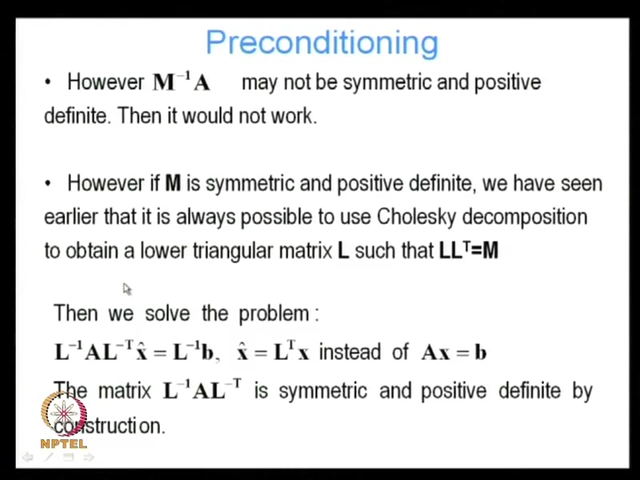 Preconditioning
• However M⁻¹A may not be symmetric and positive
definite. Then it would not work.
• However if M is symmetric and positive definite, we have seen
earlier that it is always possible to use Cholesky decomposition
to obtain a lower triangular matrix L such that LLᵀ=M
Then we solve the problem :
L⁻¹AL⁻ᵀx̂ = L⁻¹b, x̂ = Lᵀx instead of Ax = b
The matrix L⁻¹AL⁻ᵀ is symmetric and positive definite by
construction.
NPTEL